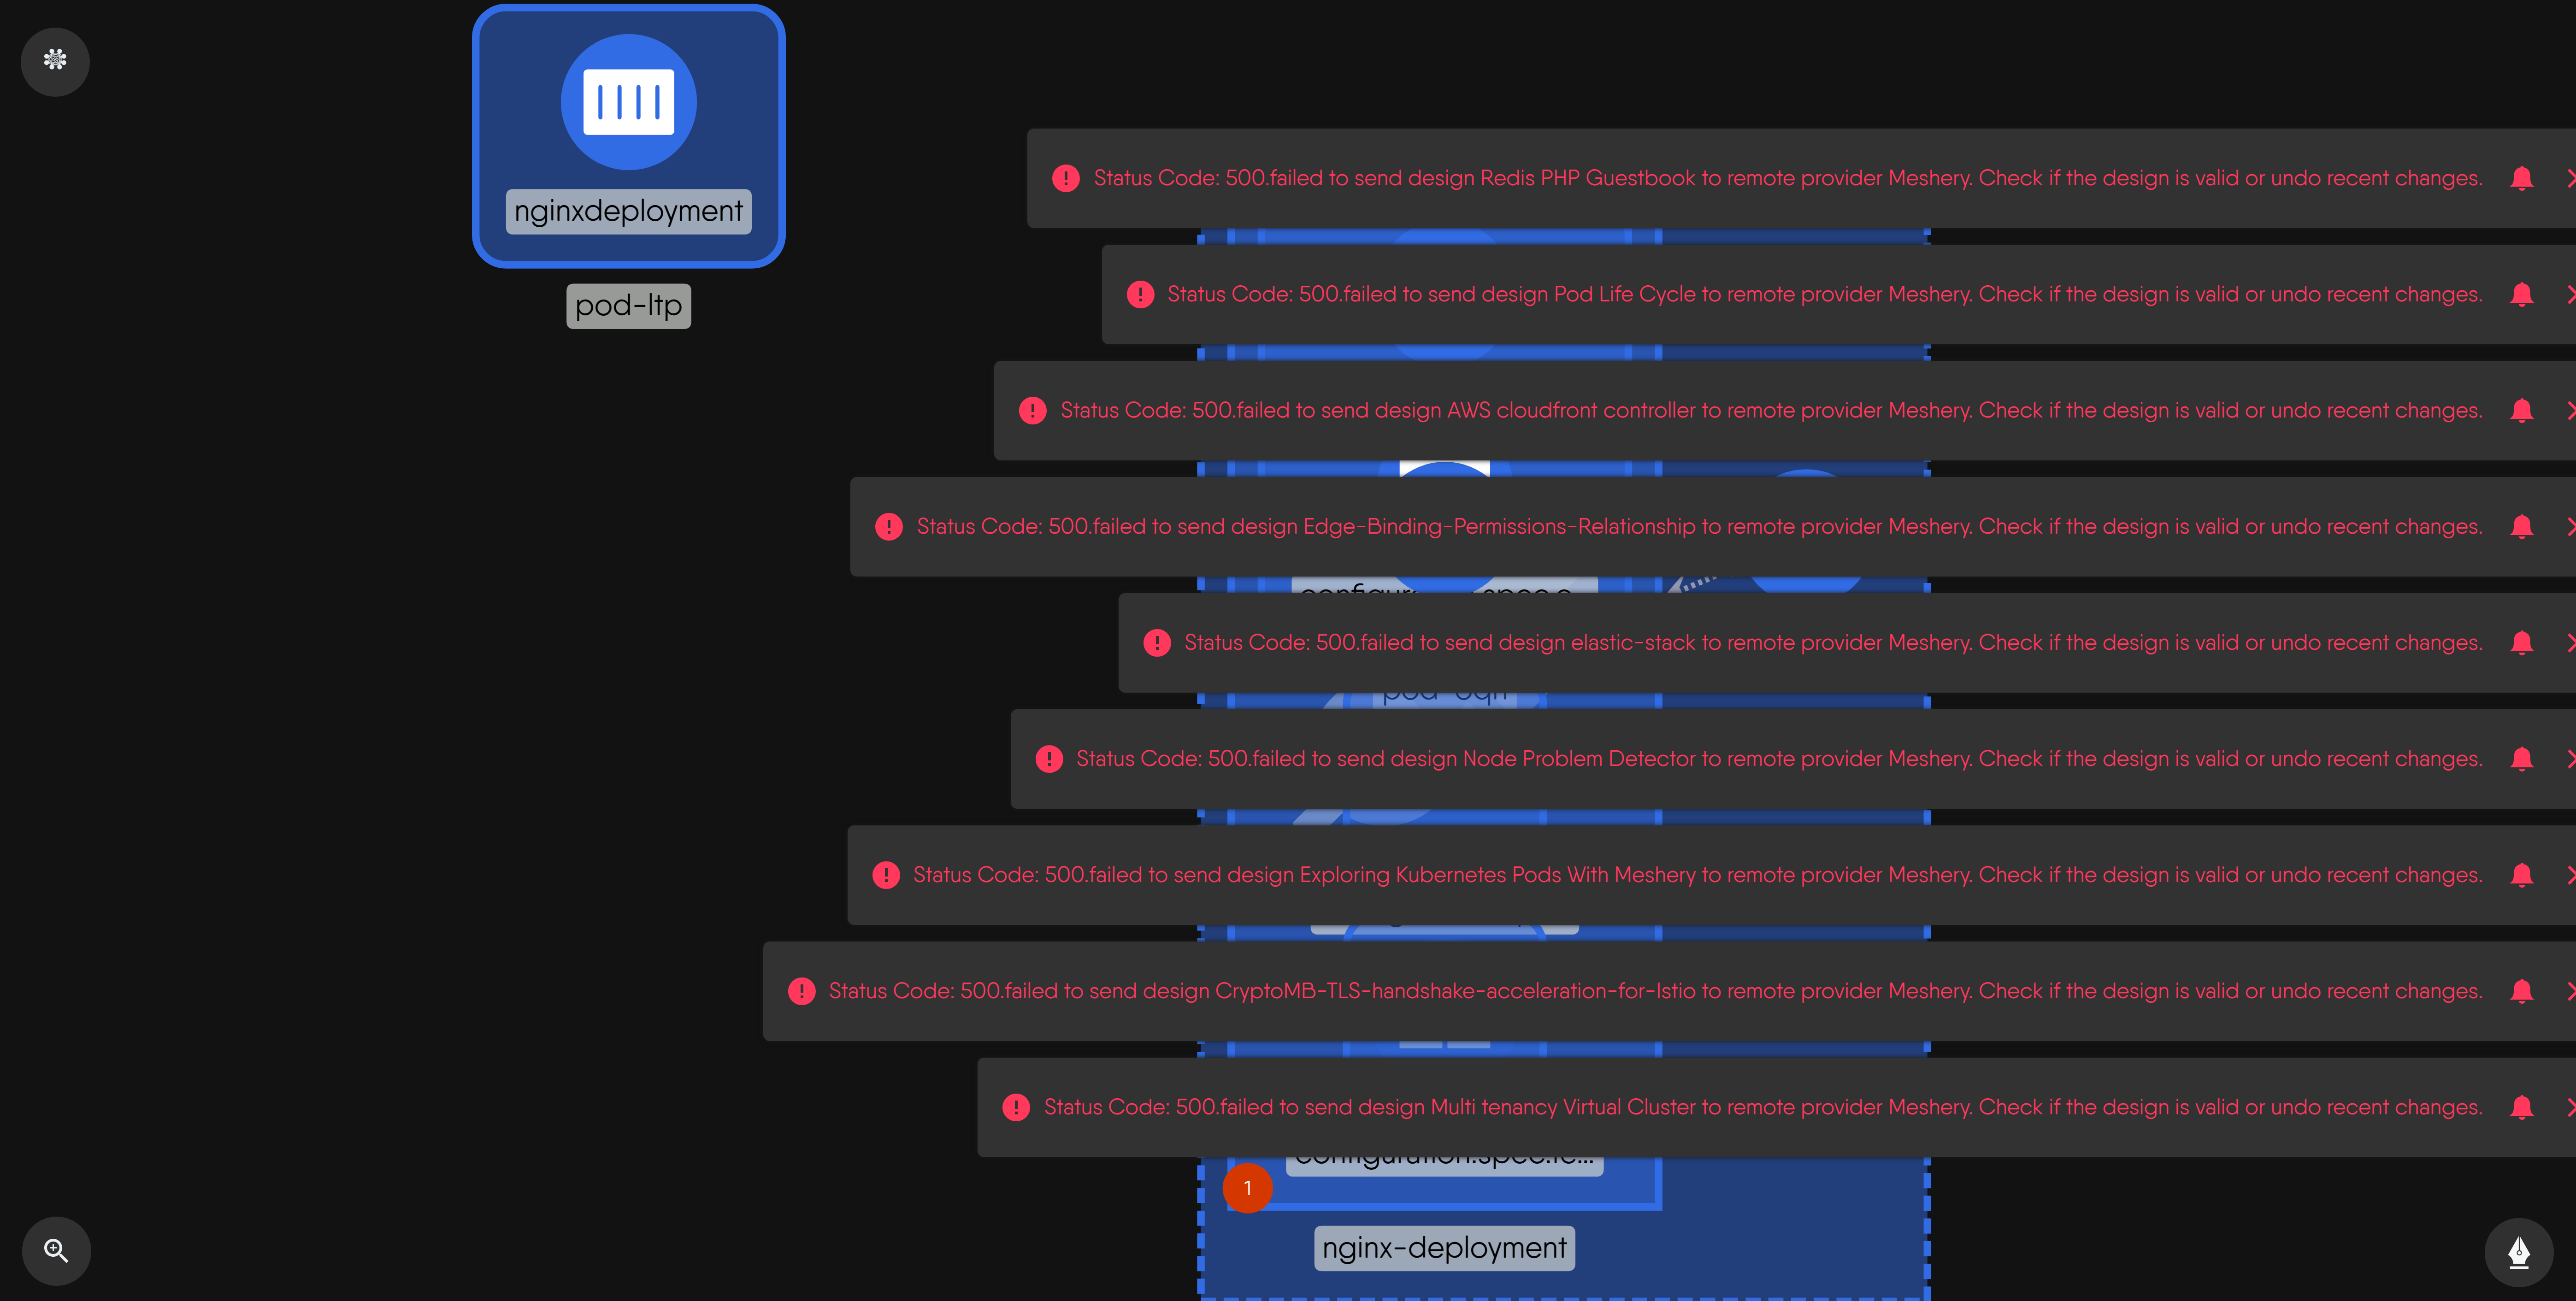 nginxdeployment
pod-ltp
Status Code: 500.failed to send design Redis PHP Guestbook to remote provider Meshery. Check if the design is valid or undo recent changes.
Status Code: 500.failed to send design Pod Life Cycle to remote provider Meshery. Check if the design is valid or undo recent changes.
Status Code: 500.failed to send design AWS cloudfront controller to remote provider Meshery. Check if the design is valid or undo recent changes.
Status Code: 500.failed to send design Edge-Binding-Permissions-Relationship to remote provider Meshery. Check if the design is valid or undo recent changes.
Status Code: 500.failed to send design elastic-stack to remote provider Meshery. Check if the design is valid or undo recent changes.
Status Code: 500.failed to send design Node Problem Detector to remote provider Meshery. Check if the design is valid or undo recent changes.
Status Code: 500.failed to send design Exploring Kubernetes Pods With Meshery to remote provider Meshery. Check if the design is valid or undo recent changes.
Status Code: 500.failed to send design CryptoMB-TLS-handshake-acceleration-for-Istio to remote provider Meshery. Check if the design is valid or undo recent changes.
Status Code: 500.failed to send design Multi tenancy Virtual Cluster to remote provider Meshery. Check if the design is valid or undo recent changes.
1
nginx-deployment